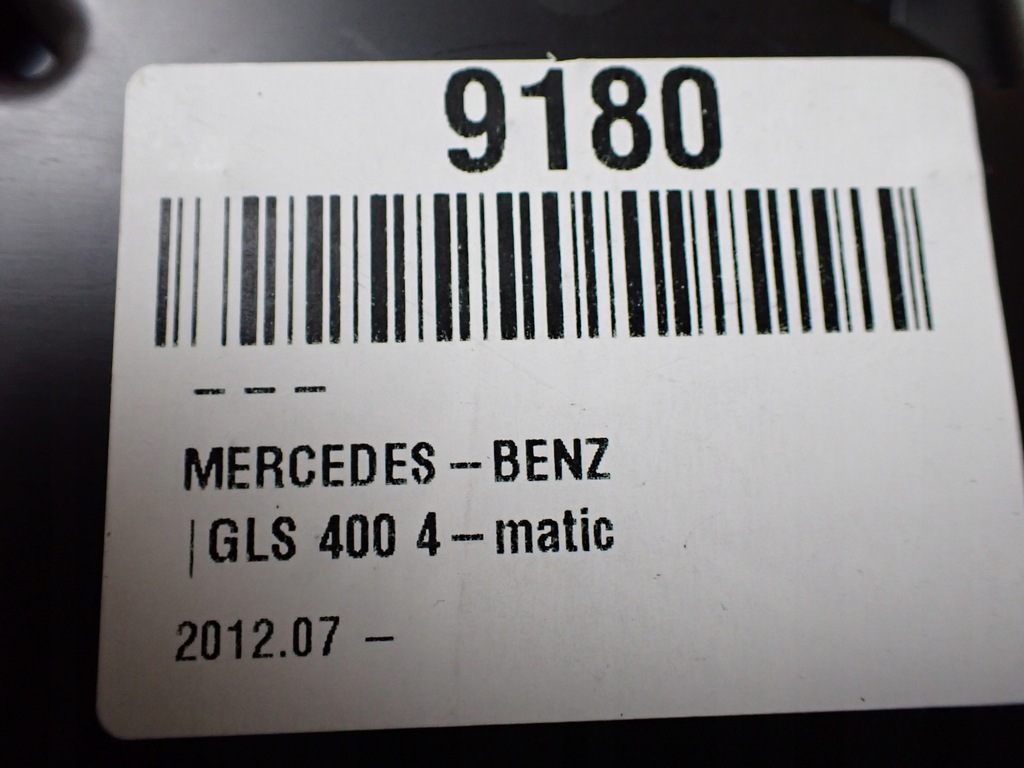 9180
– – –
MERCEDES – BENZ
| GLS 400 4 – matic
2012.07 –